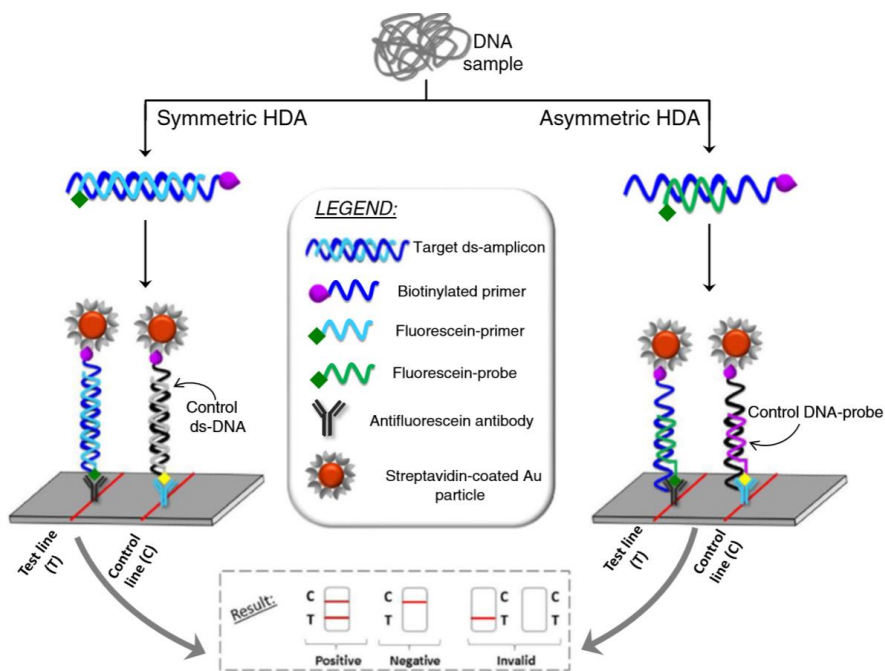 DNA
sample
Symmetric HDA
Asymmetric HDA
LEGEND:
Target ds-amplicon
Biotinylated primer
Fluorescein-primer
Fluorescein-probe
Antifluorescein antibody
Streptavidin-coated Au
particle
Control
ds-DNA
Control DNA-probe
Test line
(T)
Control
line (C)
Test line
(T)
Control
line (C)
Result:
C C C C
T T T T
Positive Negative Invalid